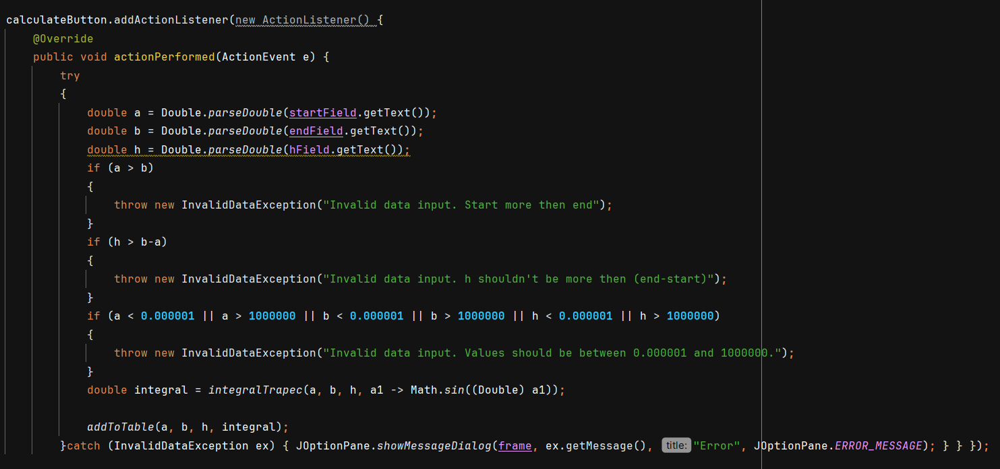 calculateButton.addActionListener(new ActionListener() {
@Override
public void actionPerformed(ActionEvent e) {
try
{
double a = Double.parseDouble(startField.getText());
double b = Double.parseDouble(endField.getText());
double h = Double.parseDouble(hField.getText());
if (a > b)
{
throw new InvalidDataException("Invalid data input. Start more then end");
}
if (h > b-a)
{
throw new InvalidDataException("Invalid data input. h shouldn't be more then (end-start)");
}
if (a < 0.000001 || a > 1000000 || b < 0.000001 || b > 1000000 || h < 0.000001 || h > 1000000)
{
throw new InvalidDataException("Invalid data input. Values should be between 0.000001 and 1000000.");
}
double integral = integralTrapec(a, b, h, a1 -> Math.sin((Double) a1));
addToTable(a, b, h, integral);
}catch (InvalidDataException ex) { JOptionPane.showMessageDialog(frame, ex.getMessage(), title: "Error", JOptionPane.ERROR_MESSAGE); } } });